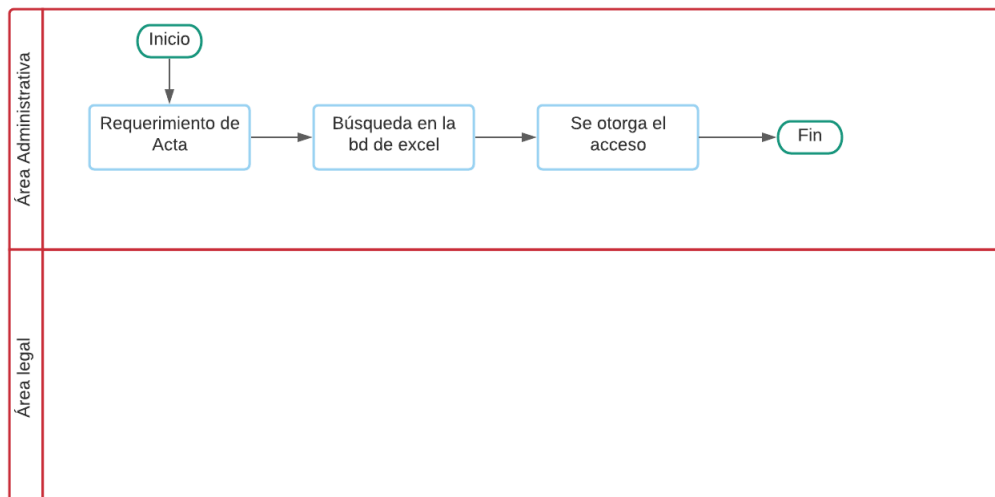 Área Administrativa
Inicio
Requerimiento de
Acta
Búsqueda en la
bd de excel
Se otorga el
acceso
Fin
Área legal